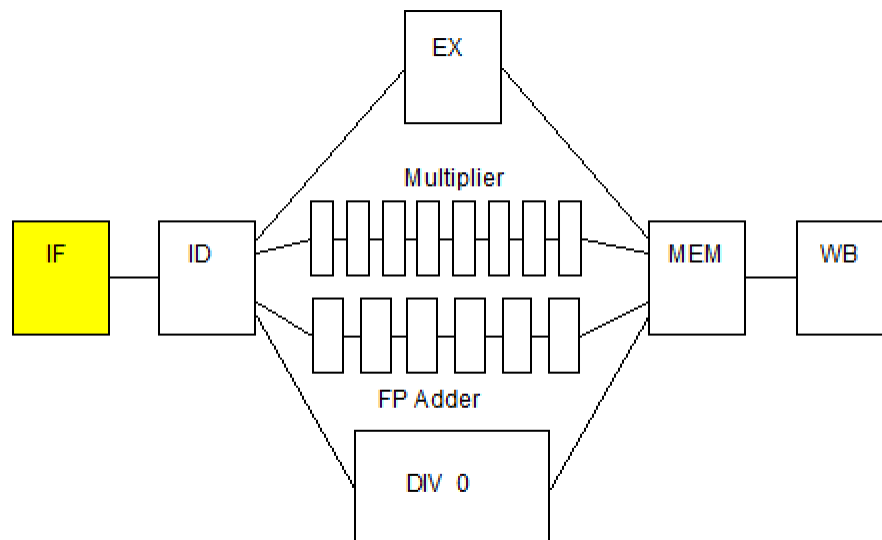 EX
Multiplier
IF
ID
MEM
WB
FP Adder
DIV 0